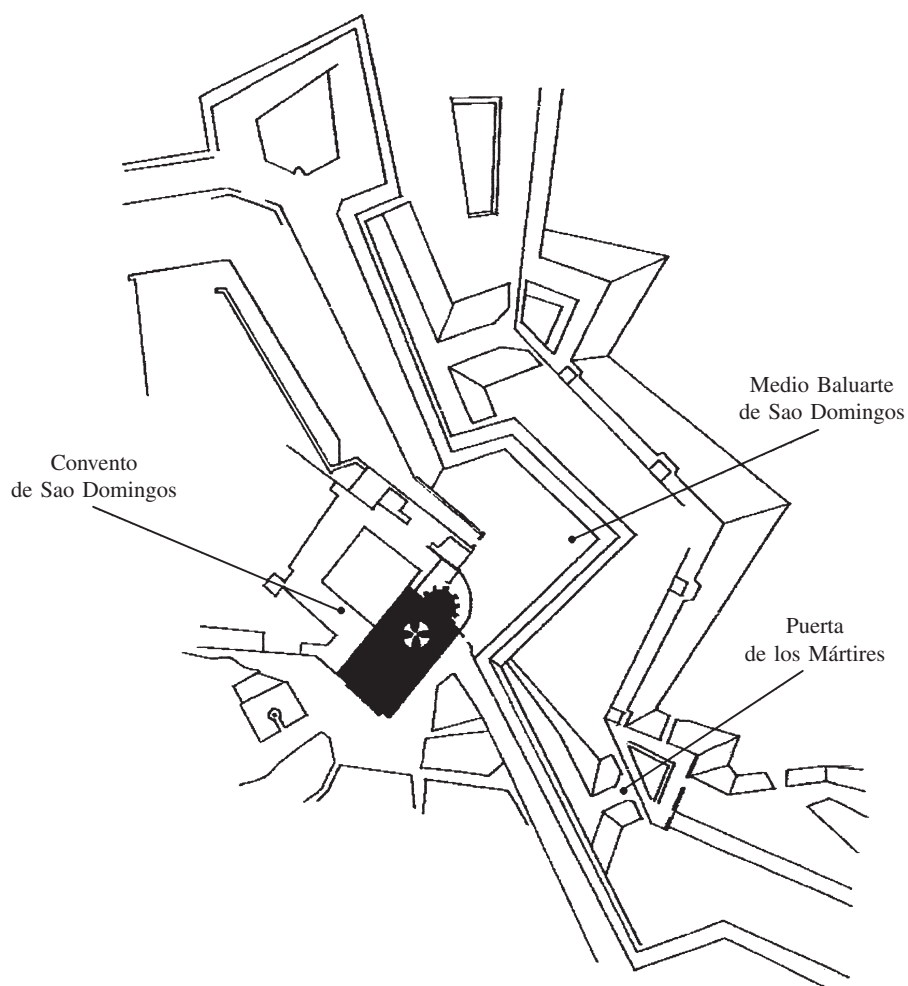 Medio Baluarte
de Sao Domingos
Convento
de Sao Domingos
Puerta
de los Mártires